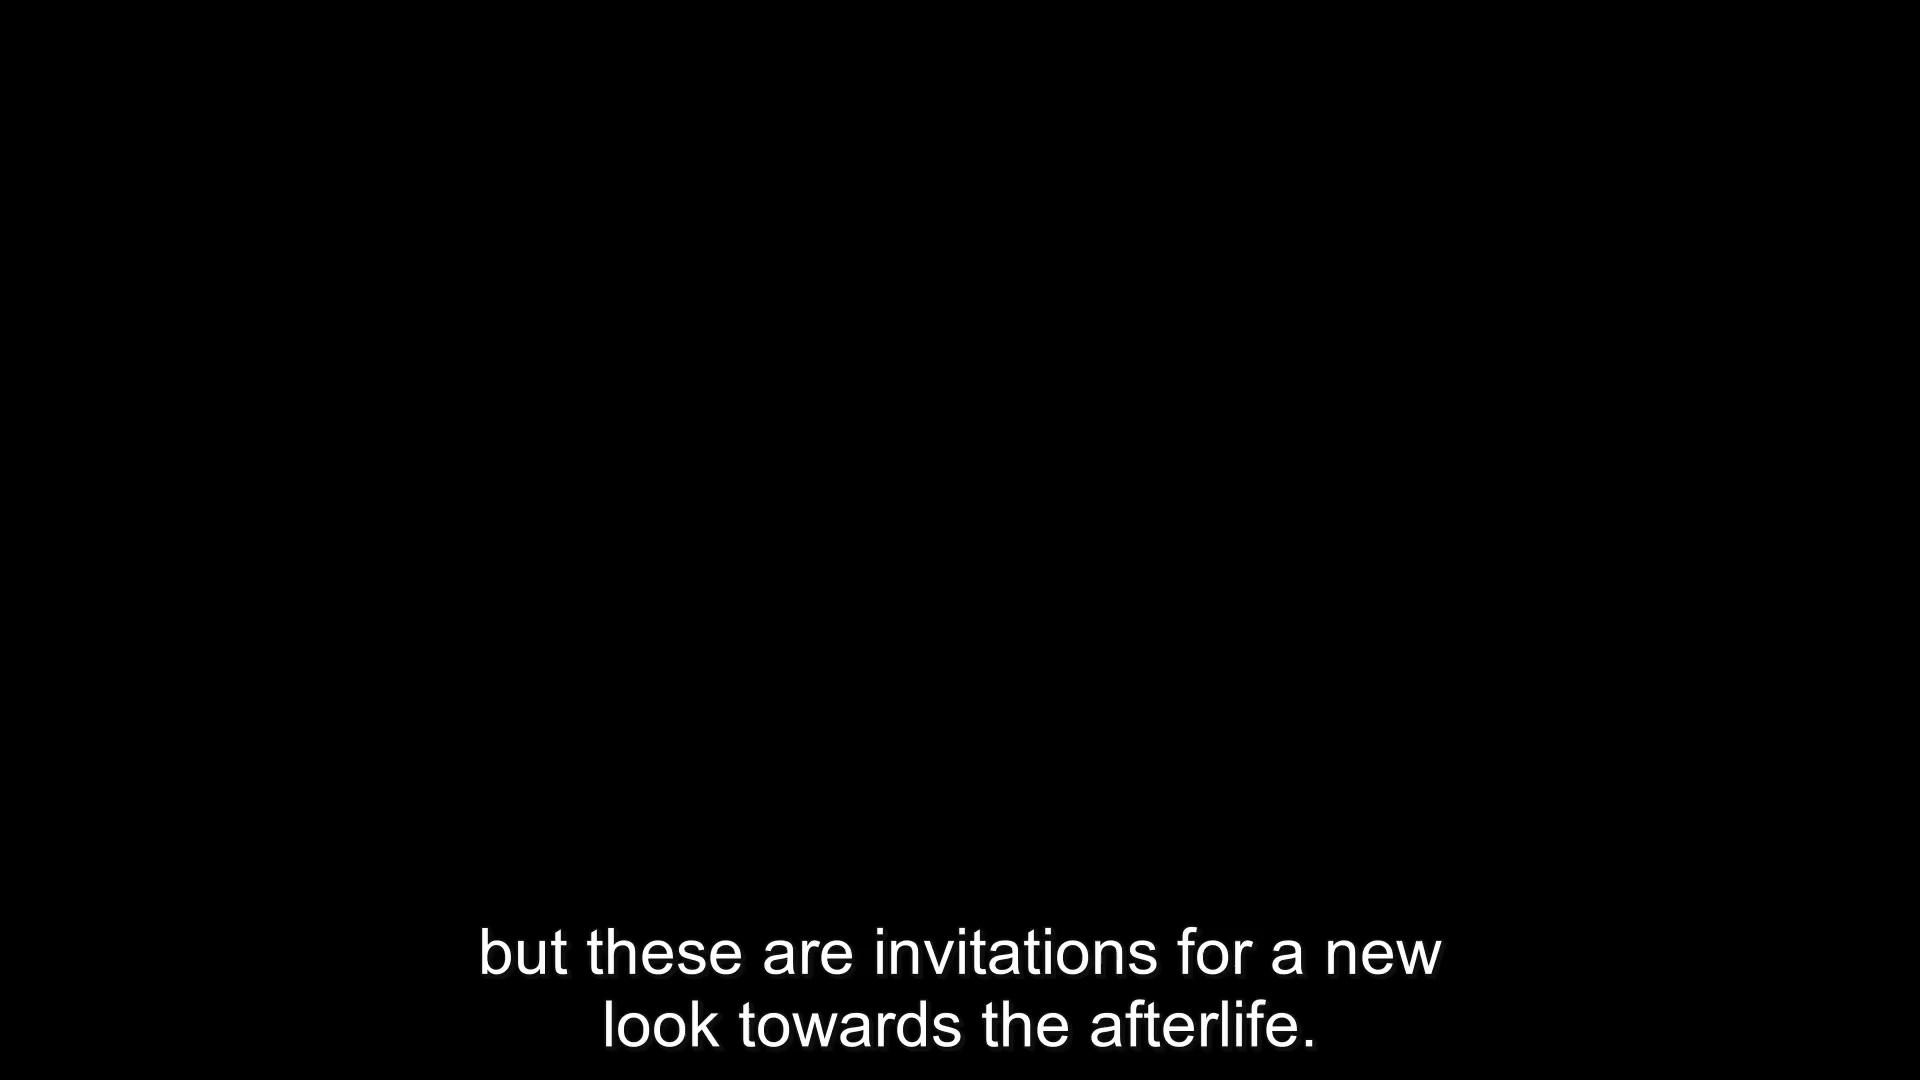 but these are invitations for a new
look towards the afterlife.